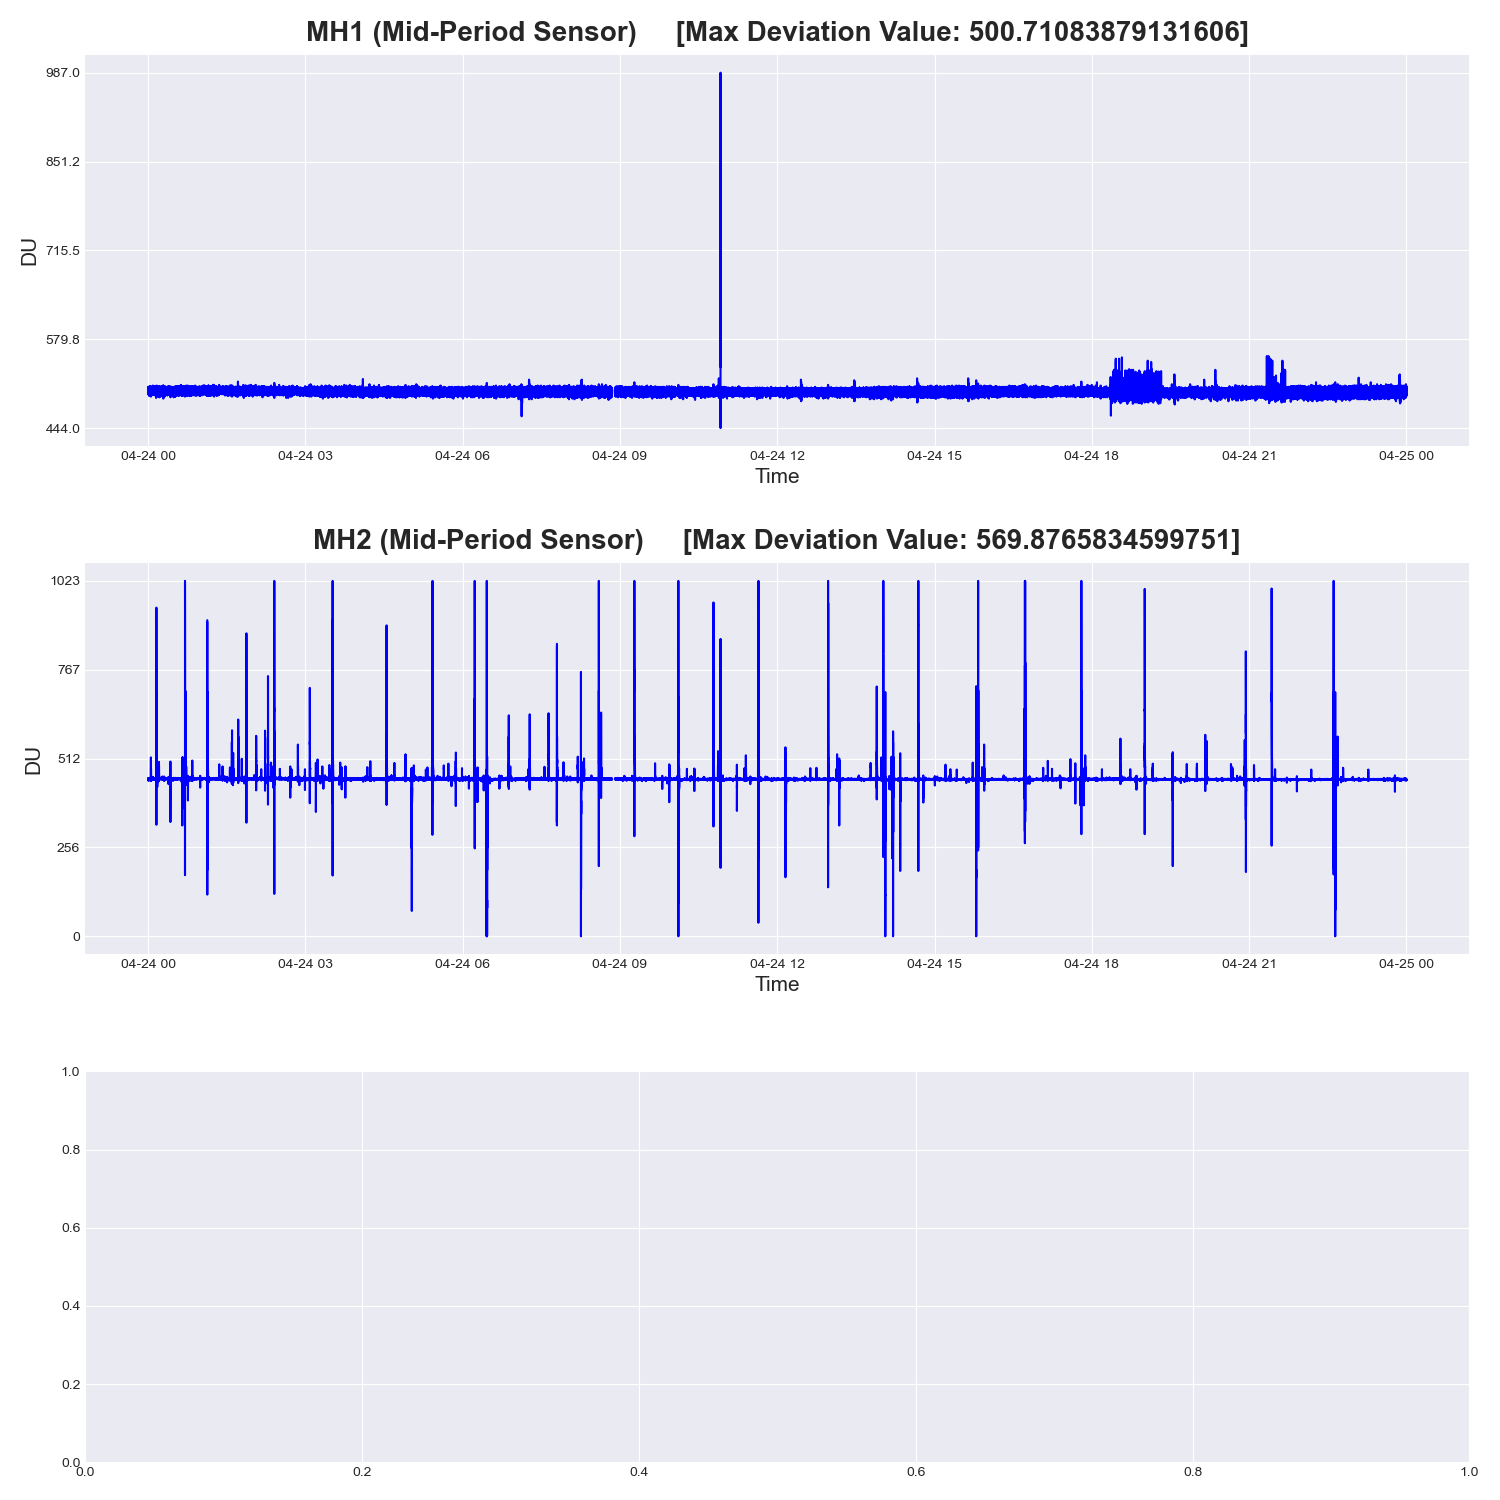 MH1 (Mid-Period Sensor) [Max Deviation Value: 500.71083879131606]
987.0
851.2
715.5
579.8
444.0
DU
04-24 00 04-24 03 04-24 06 04-24 09 04-24 12 04-24 15 04-24 18 04-24 21 04-25 00
Time
MH2 (Mid-Period Sensor) [Max Deviation Value: 569.8765834599751]
1023
767
512
256
0
DU
04-24 00 04-24 03 04-24 06 04-24 09 04-24 12 04-24 15 04-24 18 04-24 21 04-25 00
Time
1.0
0.8
0.6
0.4
0.2
0.0
0.0 0.2 0.4 0.6 0.8 1.0